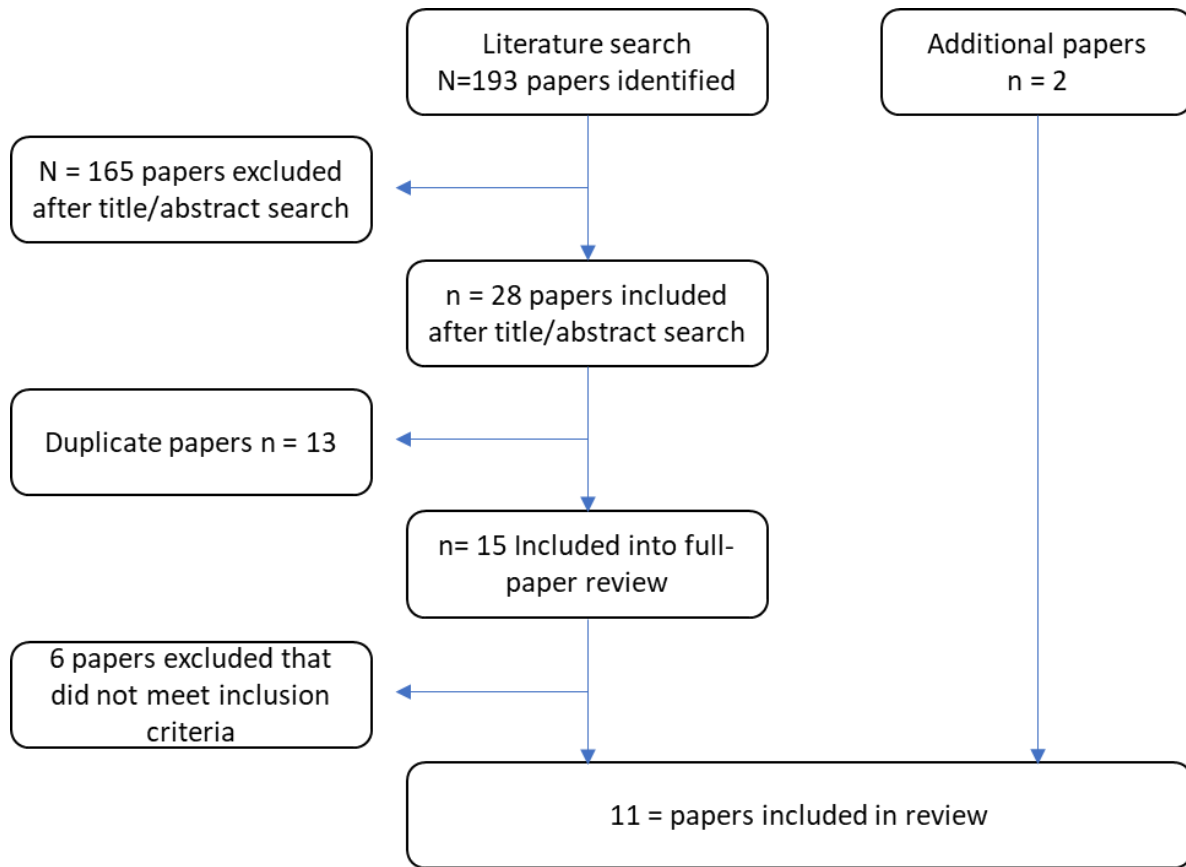 Literature search
N=193 papers identified
Additional papers
n = 2
N = 165 papers excluded
after title/abstract search
n = 28 papers included
after title/abstract search
Duplicate papers n = 13
n= 15 Included into full-
paper review
6 papers excluded that
did not meet inclusion
criteria
11 = papers included in review